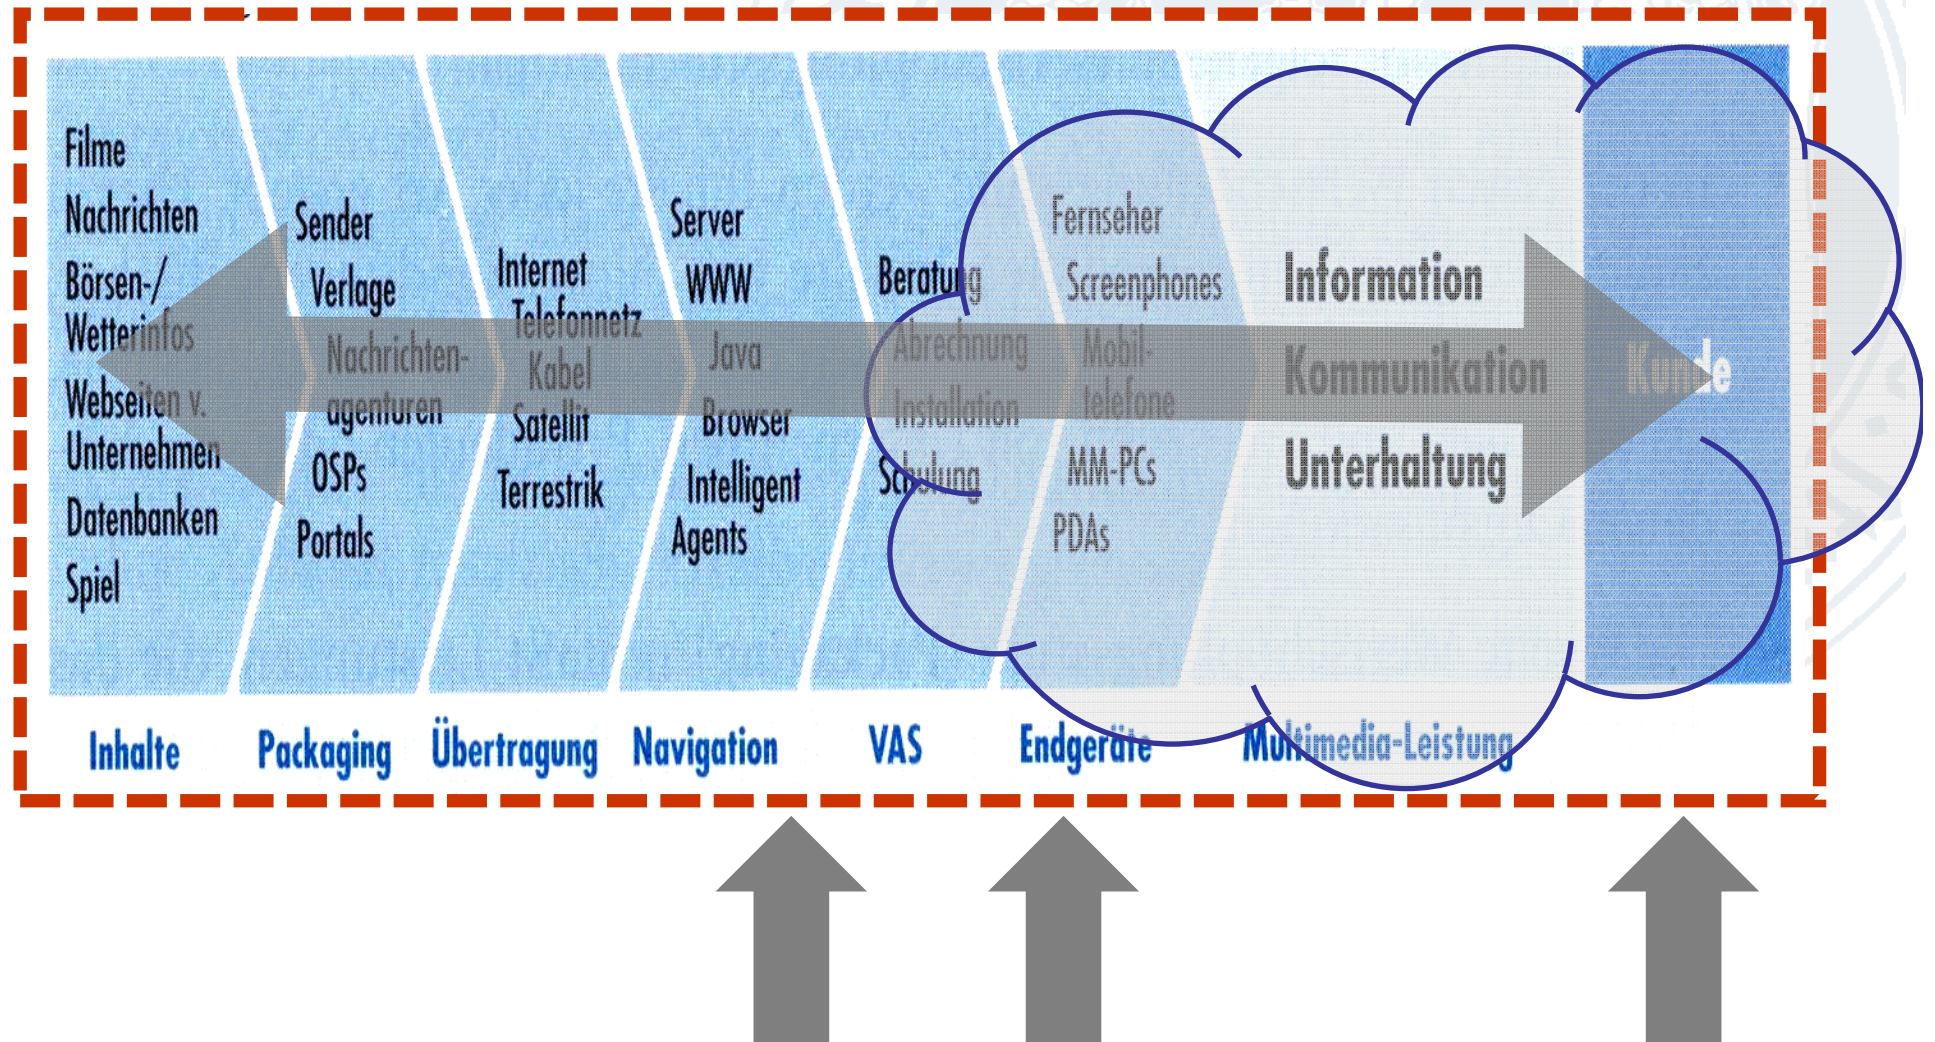 Filme
Nachrichten
Börsen-/
Wetterinfos
Webseiten v.
Unternehmen
Datenbanken
Spiel
Sender
Verlage
Nachrichten-
agenturen
OSPs
Portals
Internet
Telefonnetz
Kabel
Satellit
Terrestrik
Server
WWW
Java
Browser
Intelligent
Agents
Beratung
Abrechnung
Installation
Schulung
Fernseher
Screenphones
Mobil-
telefone
MM-PCs
PDAs
Information
Kommunikation
Unterhaltung
Kunde
Inhalte
Packaging
Übertragung
Navigation
VAS
Endgeräte
Multimedia-Leistung